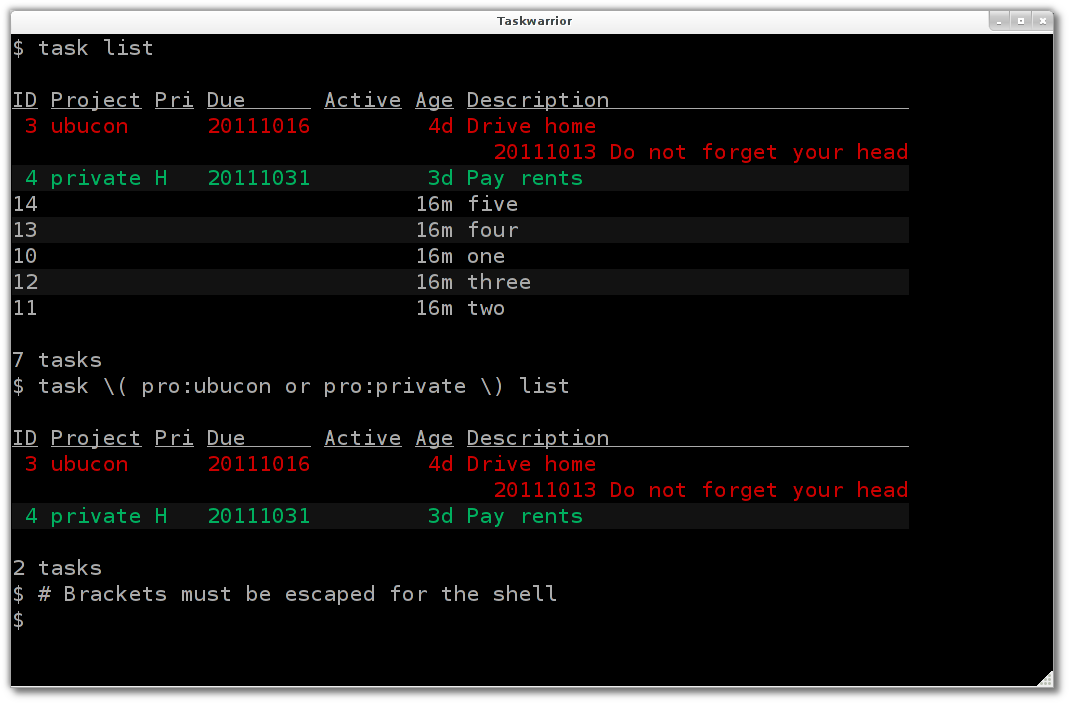 Taskwarrior
$ task list
ID Project Pri Due Active Age Description
3 ubucon 20111016 4d Drive home
20111013 Do not forget your head
4 private H 20111031 3d Pay rents
14 16m five
13 16m four
10 16m one
12 16m three
11 16m two
7 tasks
$ task \( pro:ubucon or pro:private \) list
ID Project Pri Due Active Age Description
3 ubucon 20111016 4d Drive home
20111013 Do not forget your head
4 private H 20111031 3d Pay rents
2 tasks
$ # Brackets must be escaped for the shell
$